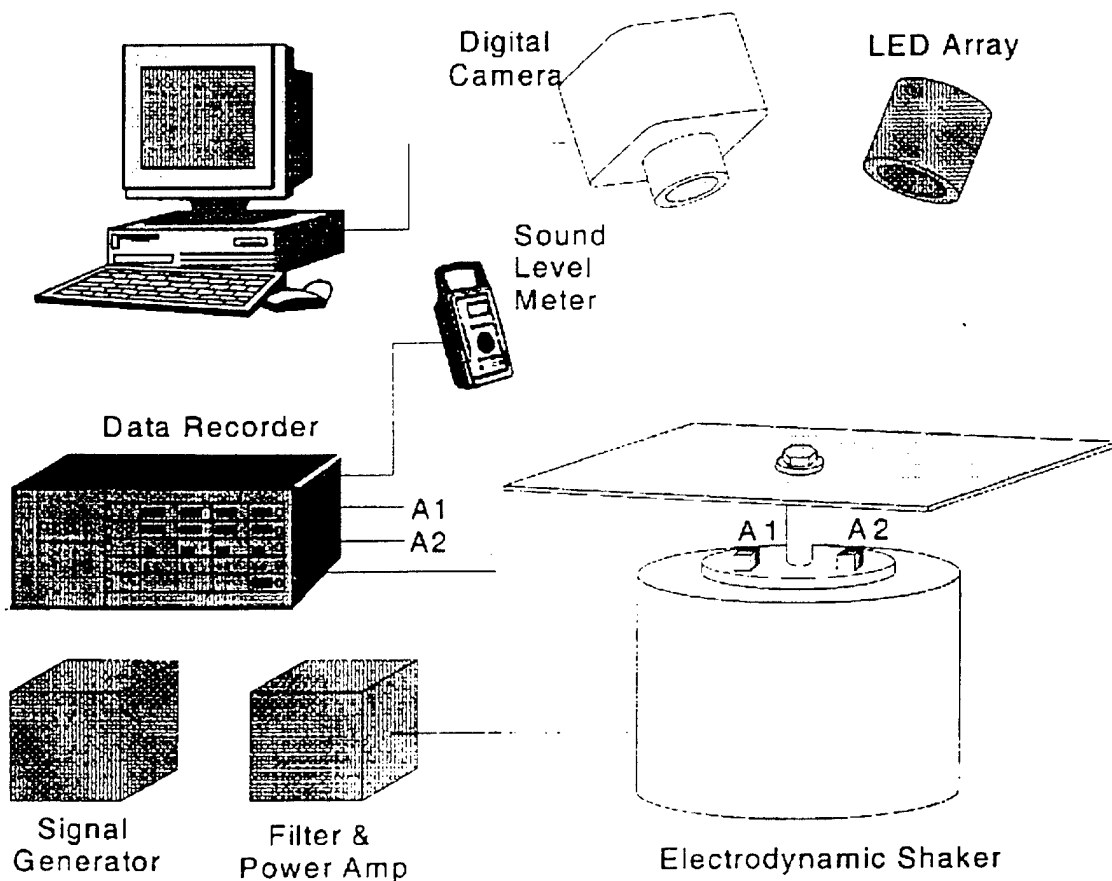 Digital
Camera
LED Array
Sound
Level
Meter
Data Recorder
A1
A2
A1
A2
Signal
Generator
Filter &
Power Amp
Electrodynamic Shaker